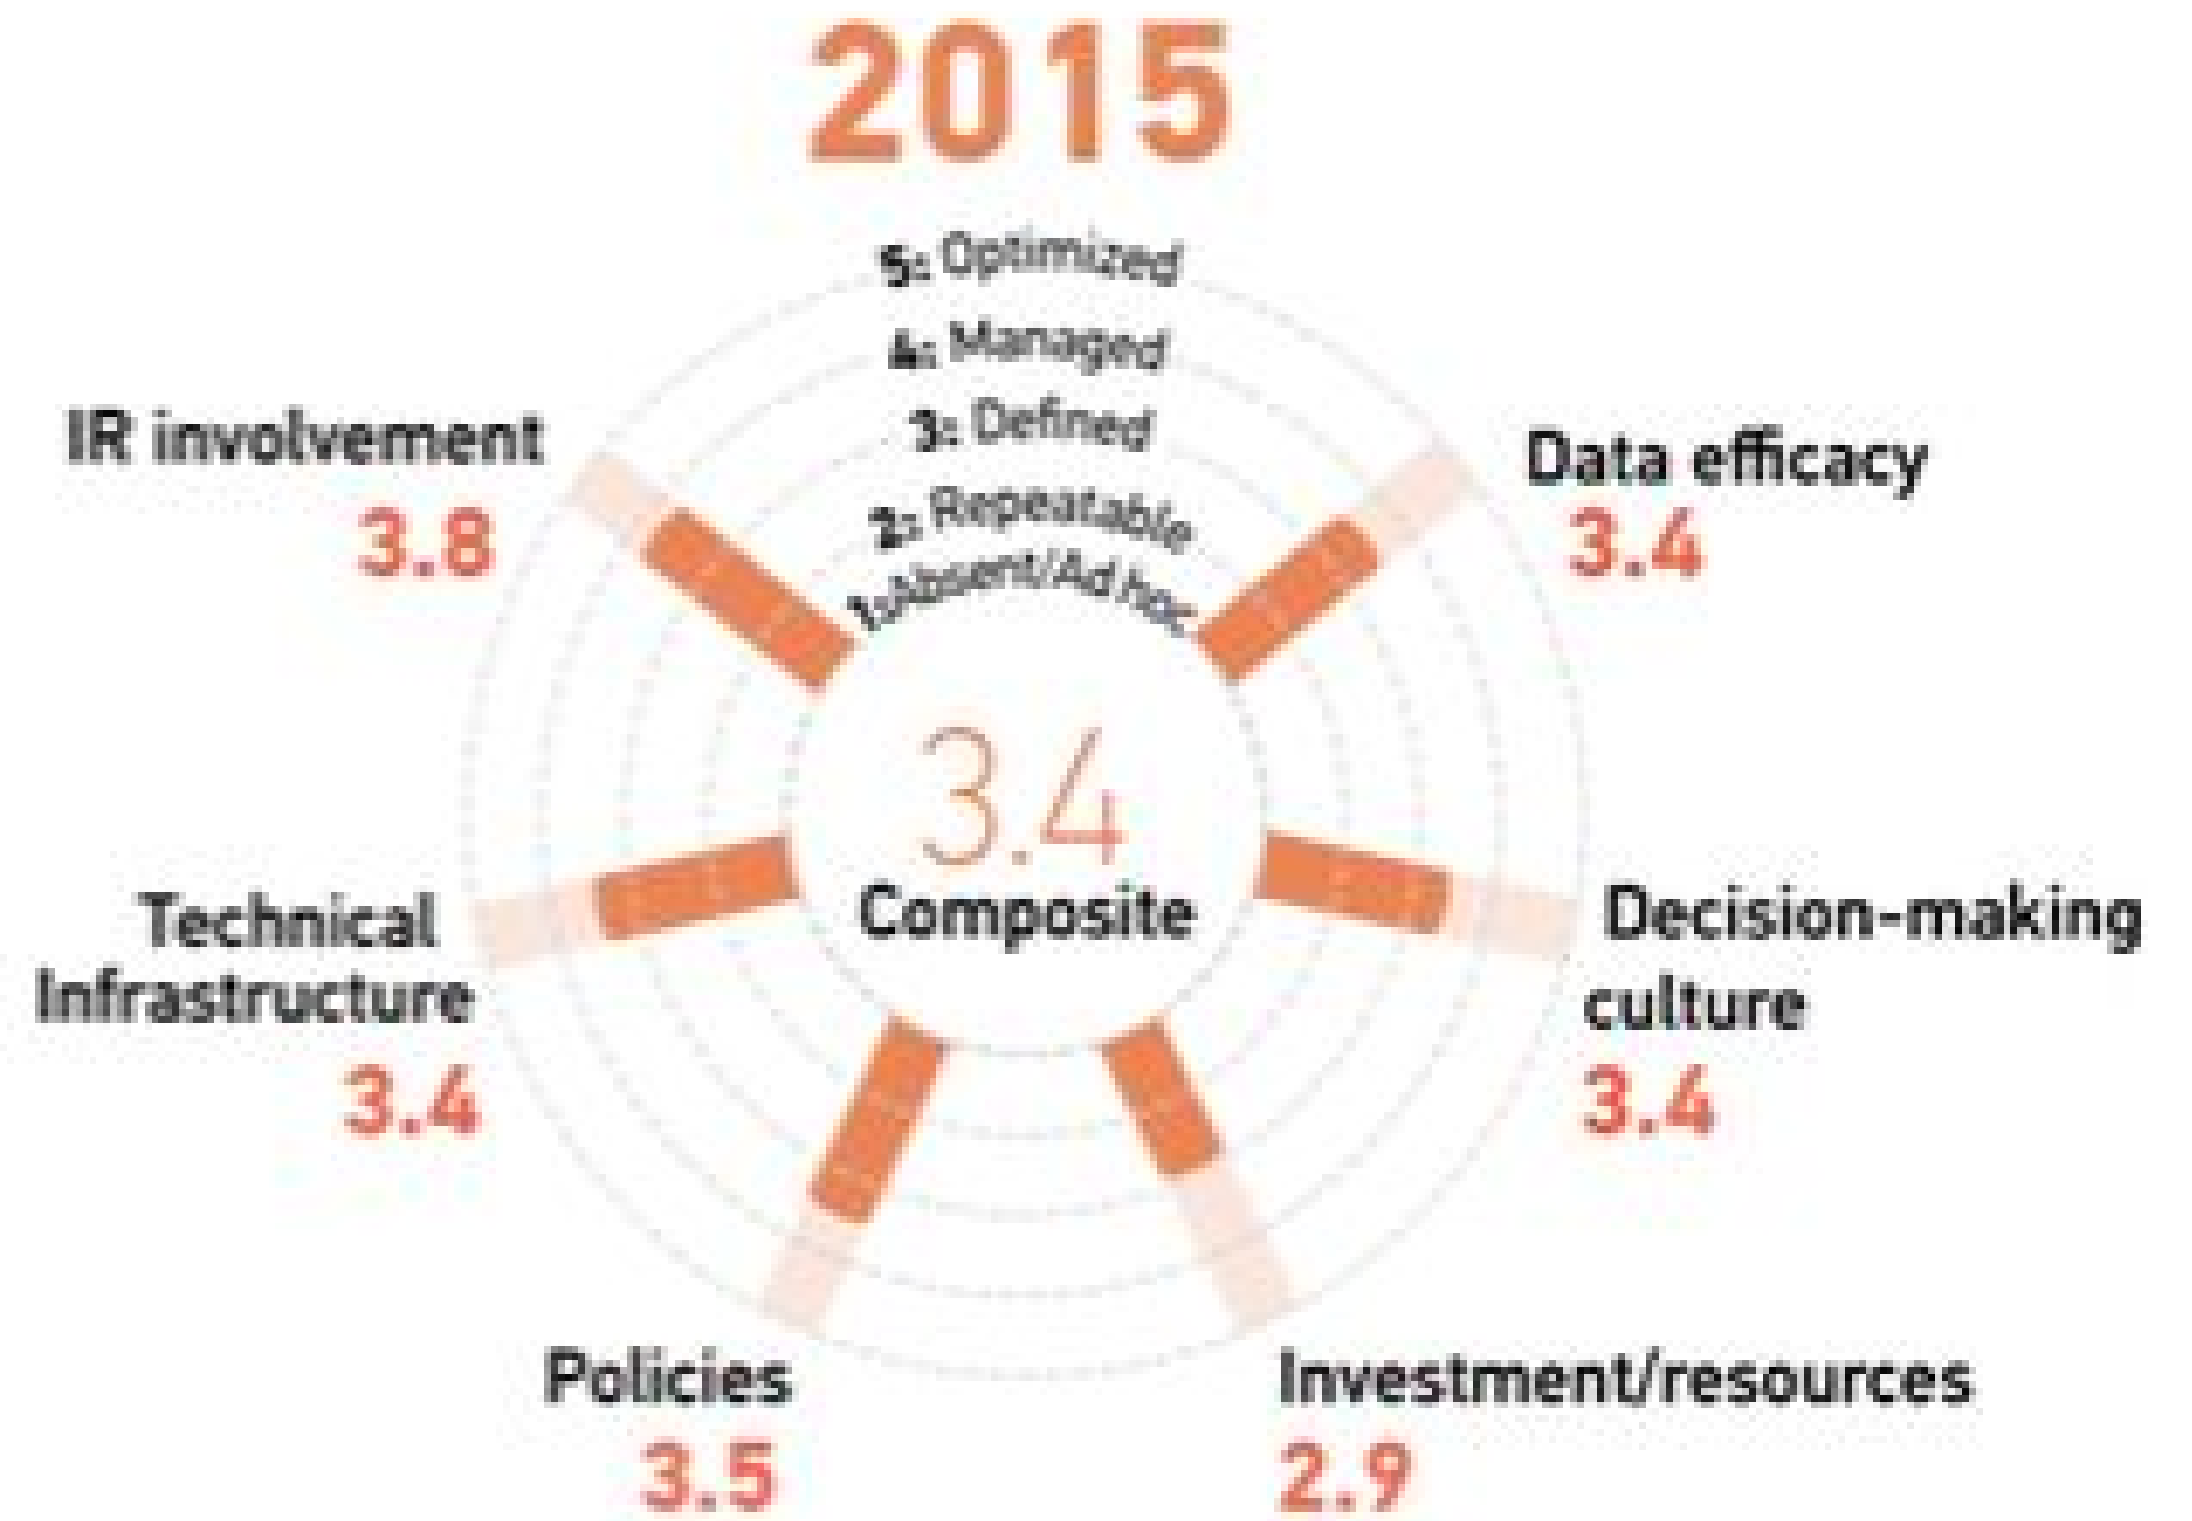 2015
5: Optimized
4: Managed
3: Defined
2: Repeatable
1:Absent/Ad hoc
IR involvement
3.8
Data efficacy
3.4
3.4
Composite
Technical
Infrastructure
3.4
Decision-making
culture
3.4
Policies
3.5
Investment/resources
2.9